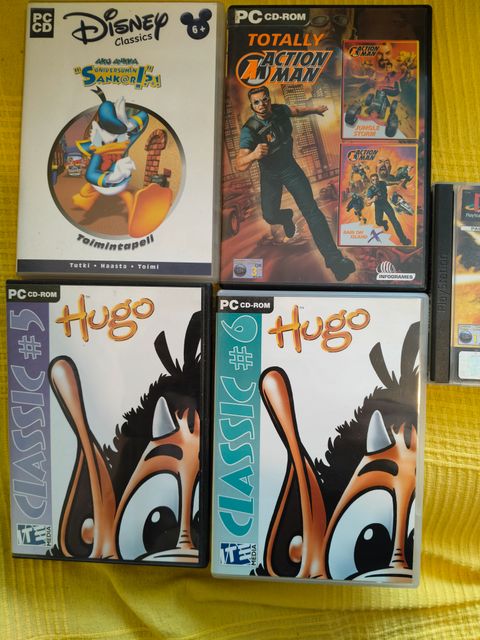 PC
CD
Disney
Classics
6+
AKU ANKKA
UNIVERSUMIN
"SANKARI?!"
Toimintapeli
Tutki • Haasto • Toimi
PC CD-ROM
TOTALLY
ACTION
MAN
ACTION
MAN
JUNGLE
STORM
ACTION
MAN
RAID ON
ISLAND X
3+
INFOGRAMES
PlayStation
PC CD-ROM
CLASSIC #5
Hugo
ITE
MEDIA
PC CD-ROM
CLASSIC #6
Hugo
ITE
MEDIA